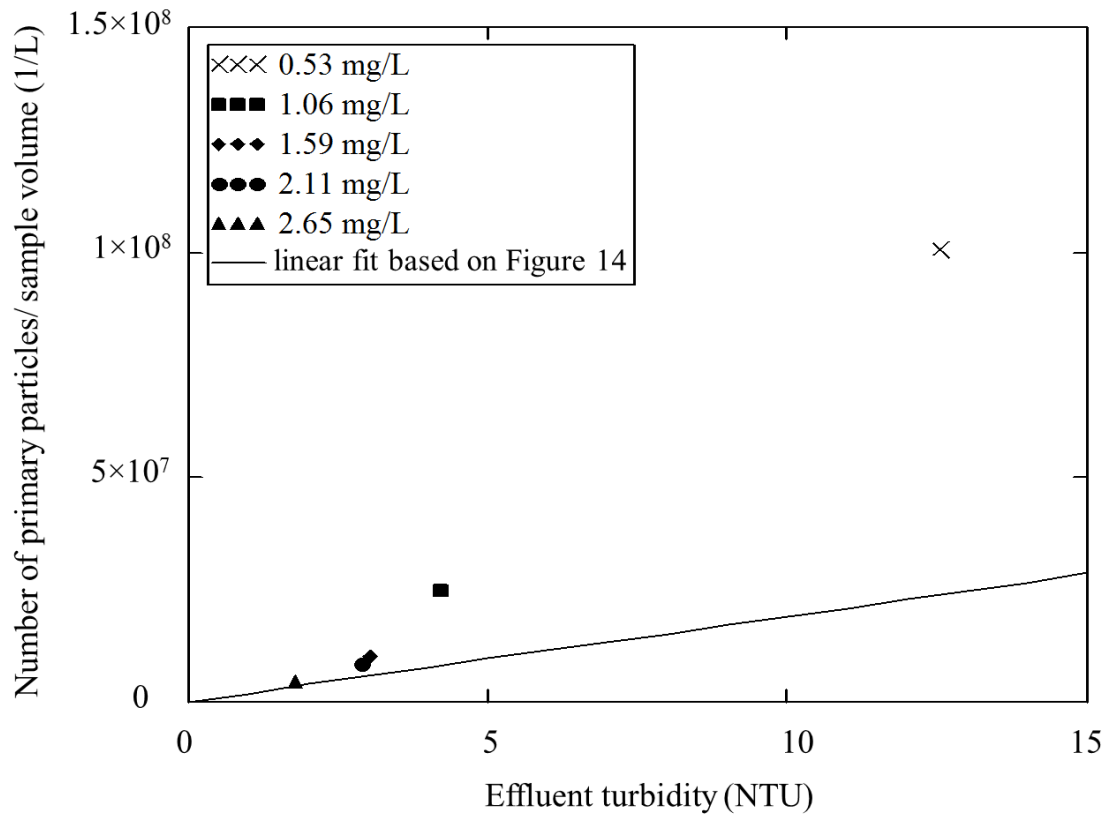 Number of primary particles/ sample volume (1/L)
1.5×10⁸
1×10⁸
5×10⁷
0
0.53 mg/L
1.06 mg/L
1.59 mg/L
2.11 mg/L
2.65 mg/L
linear fit based on Figure 14
0 5 10 15
Effluent turbidity (NTU)